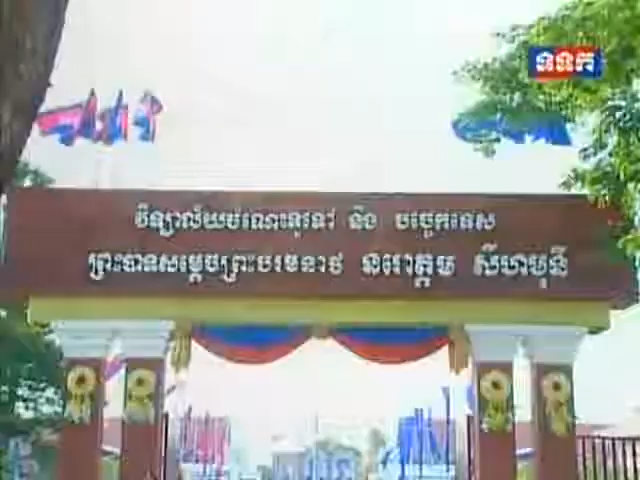 ទទក
វិទ្យាល័យចំណេះទូទៅ និង បច្ចេកទេស
ព្រះបាទសម្តេចព្រះបរមនាថ នរោត្តម សីហមុនី